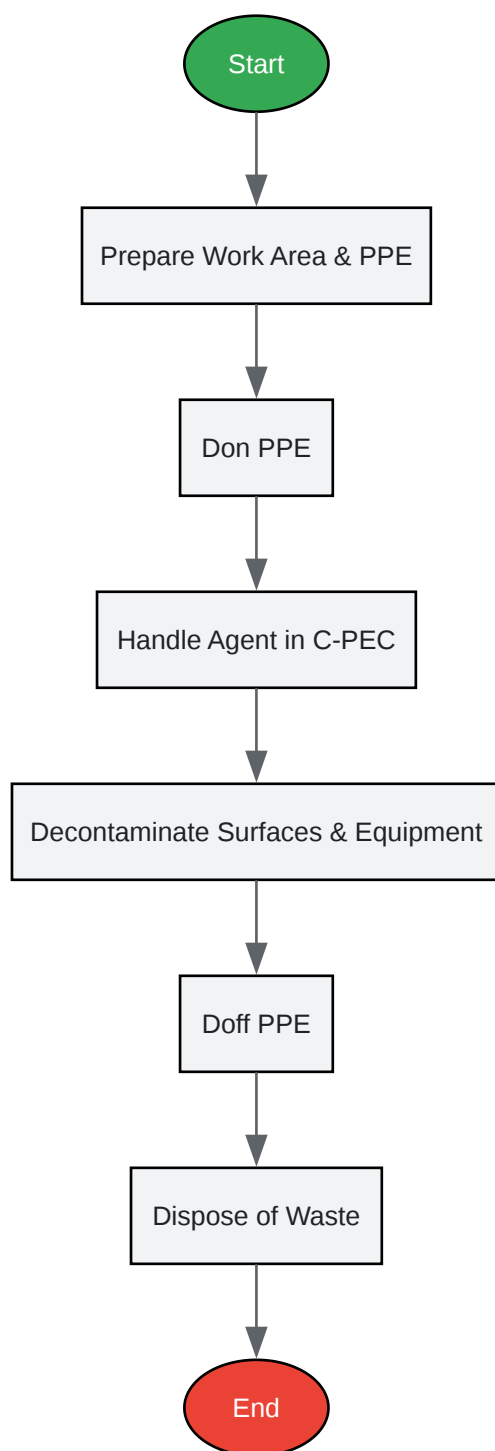 Start
Prepare Work Area & PPE
Don PPE
Handle Agent in C-PEC
Decontaminate Surfaces & Equipment
Doff PPE
Dispose of Waste
End